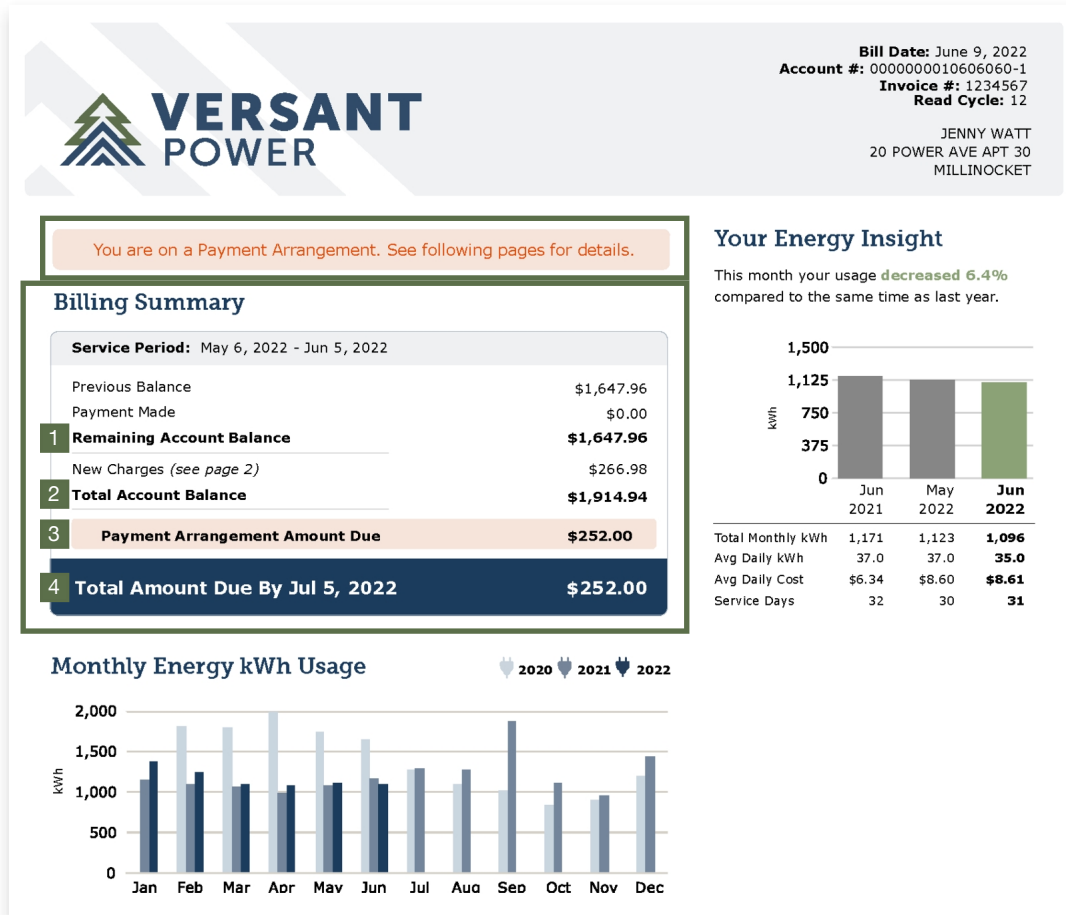 VERSANT
POWER
Bill Date: June 9, 2022
Account #: 0000000010606060-1
Invoice #: 1234567
Read Cycle: 12
JENNY WATT
20 POWER AVE APT 30
MILLINOCKET
You are on a Payment Arrangement. See following pages for details.
Billing Summary
Service Period: May 6, 2022 - Jun 5, 2022
Previous Balance $1,647.96
Payment Made $0.00
1 Remaining Account Balance $1,647.96
New Charges (see page 2) $266.98
2 Total Account Balance $1,914.94
3 Payment Arrangement Amount Due $252.00
4 Total Amount Due By Jul 5, 2022 $252.00
Your Energy Insight
This month your usage decreased 6.4%
compared to the same time as last year.
1,500
1,125
750
375
0
kWh
Jun May Jun
2021 2022 2022
Total Monthly kWh 1,171 1,123 1,096
Avg Daily kWh 37.0 37.0 35.0
Avg Daily Cost $6.34 $8.60 $8.61
Service Days 32 30 31
Monthly Energy kWh Usage
2020 2021 2022
2,000
1,500
1,000
500
0
kWh
Jan Feb Mar Apr May Jun Jul Aug Sep Oct Nov Dec